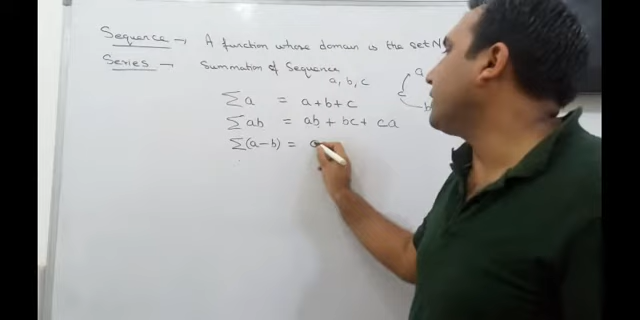 Sequence → A function whose domain is the set N
Series → Summation of Sequence
a, b, c
Σa = a+b+c
Σab = ab + bc + ca
Σ(a-b) =
a
c
b